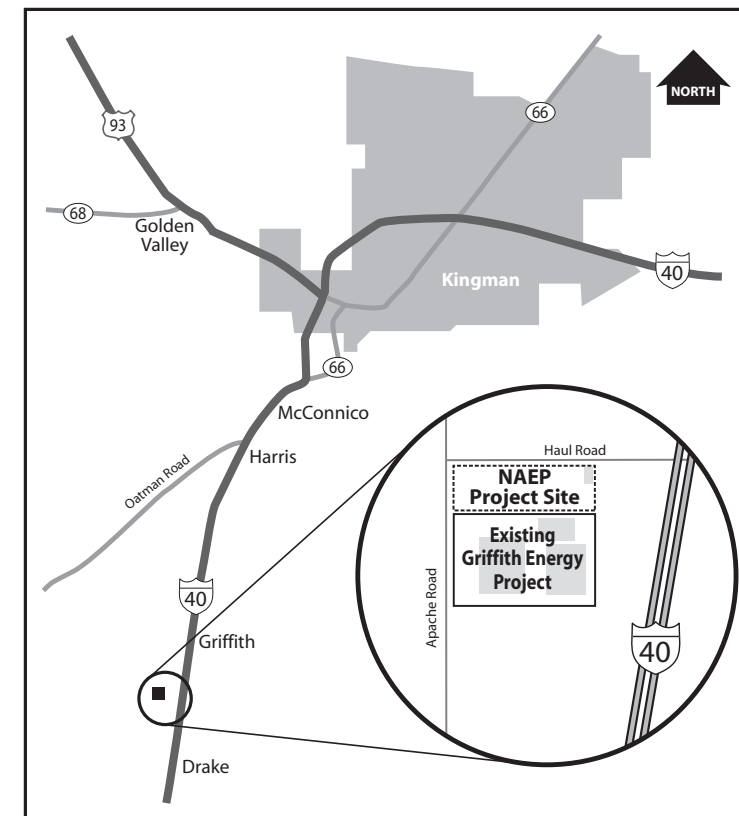 NORTH
93
66
68
Golden
Valley
Kingman
40
66
McConnico
Harris
Oatman Road
40
Griffith
Drake
Haul Road
NAEP
Project Site
Existing
Griffith Energy
Project
Apache Road
40